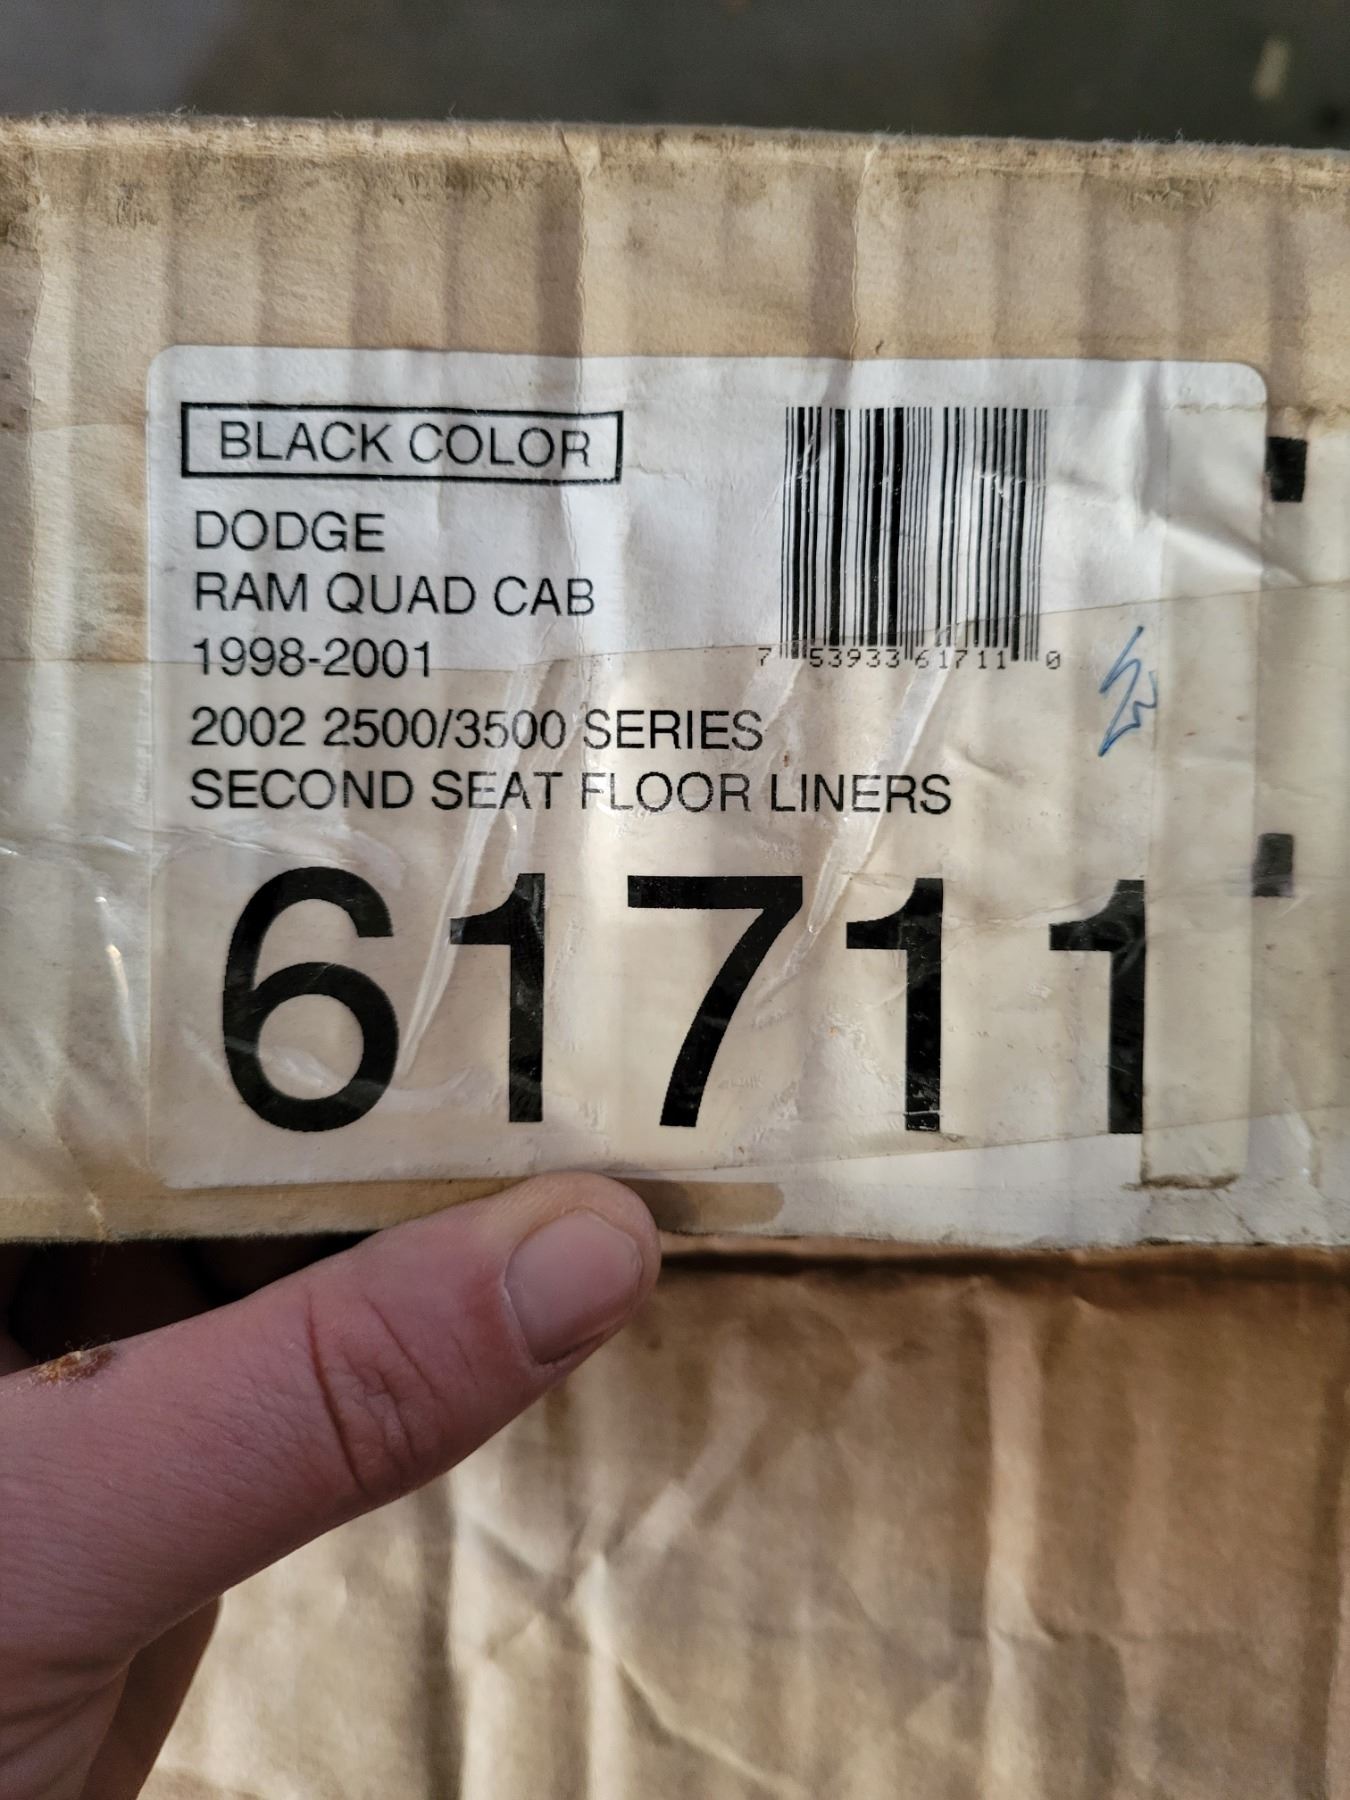 BLACK COLOR
DODGE
RAM QUAD CAB
1998-2001
2002 2500/3500 SERIES
SECOND SEAT FLOOR LINERS
7 53933 61711 0
61711